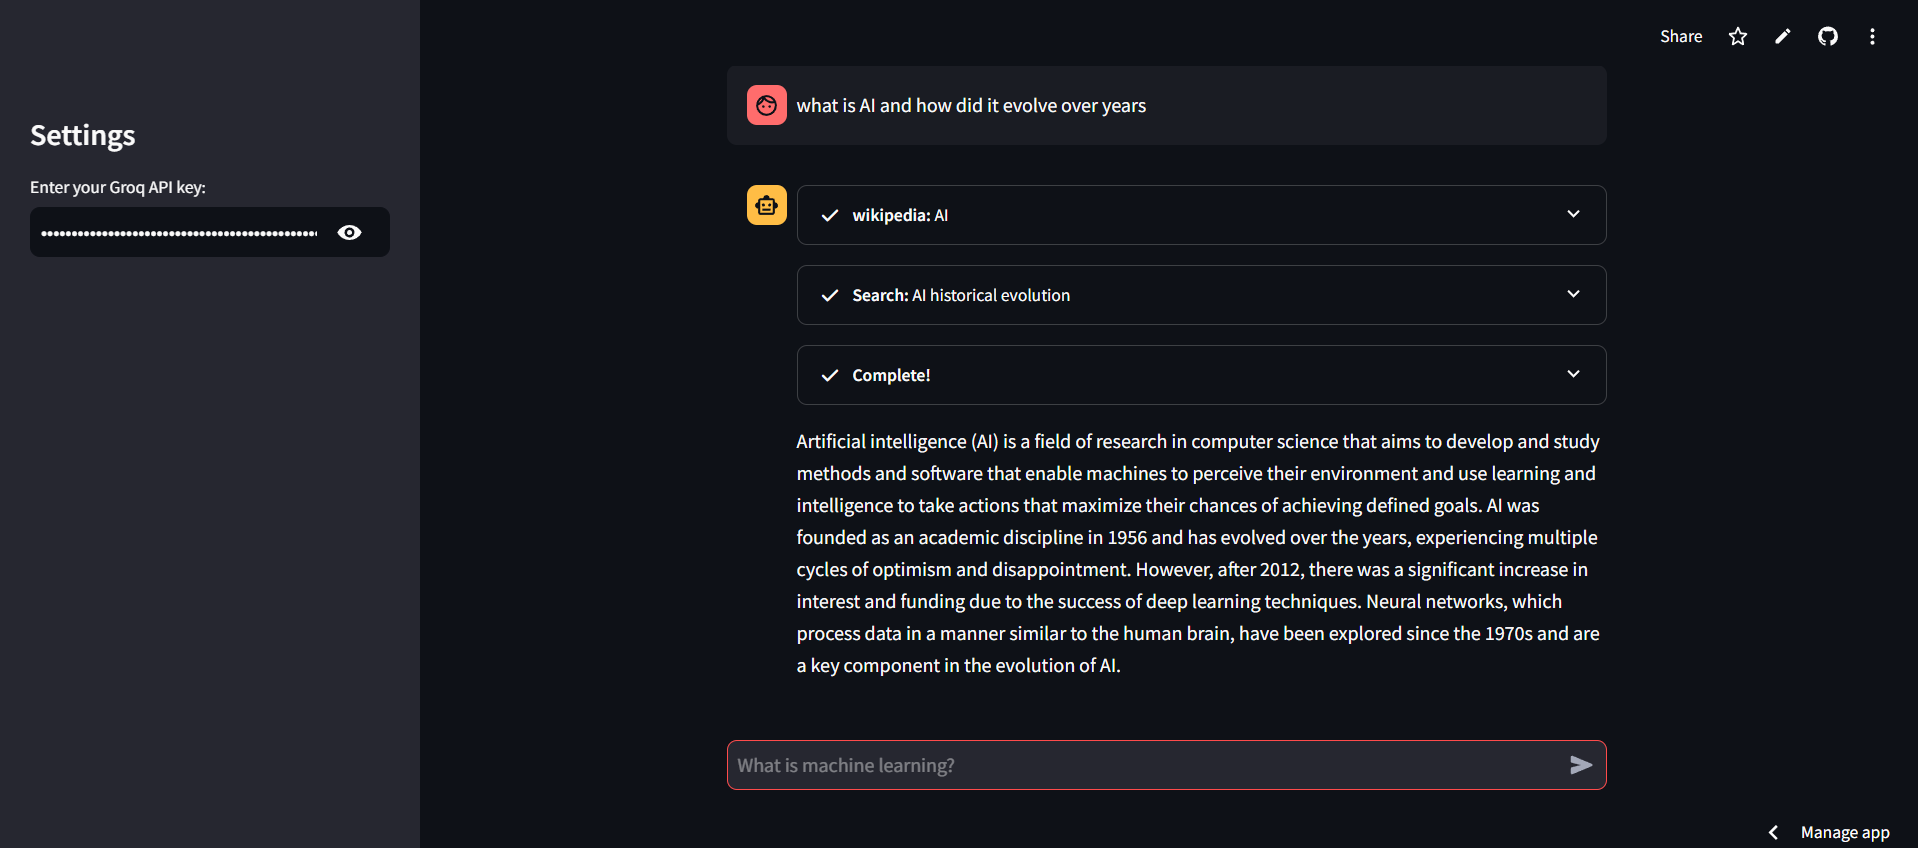 Share
Settings
Enter your Groq API key:
what is AI and how did it evolve over years
wikipedia: AI
Search: AI historical evolution
Complete!
Artificial intelligence (AI) is a field of research in computer science that aims to develop and study
methods and software that enable machines to perceive their environment and use learning and
intelligence to take actions that maximize their chances of achieving defined goals. AI was
founded as an academic discipline in 1956 and has evolved over the years, experiencing multiple
cycles of optimism and disappointment. However, after 2012, there was a significant increase in
interest and funding due to the success of deep learning techniques. Neural networks, which
process data in a manner similar to the human brain, have been explored since the 1970s and are
a key component in the evolution of AI.
What is machine learning?
Manage app